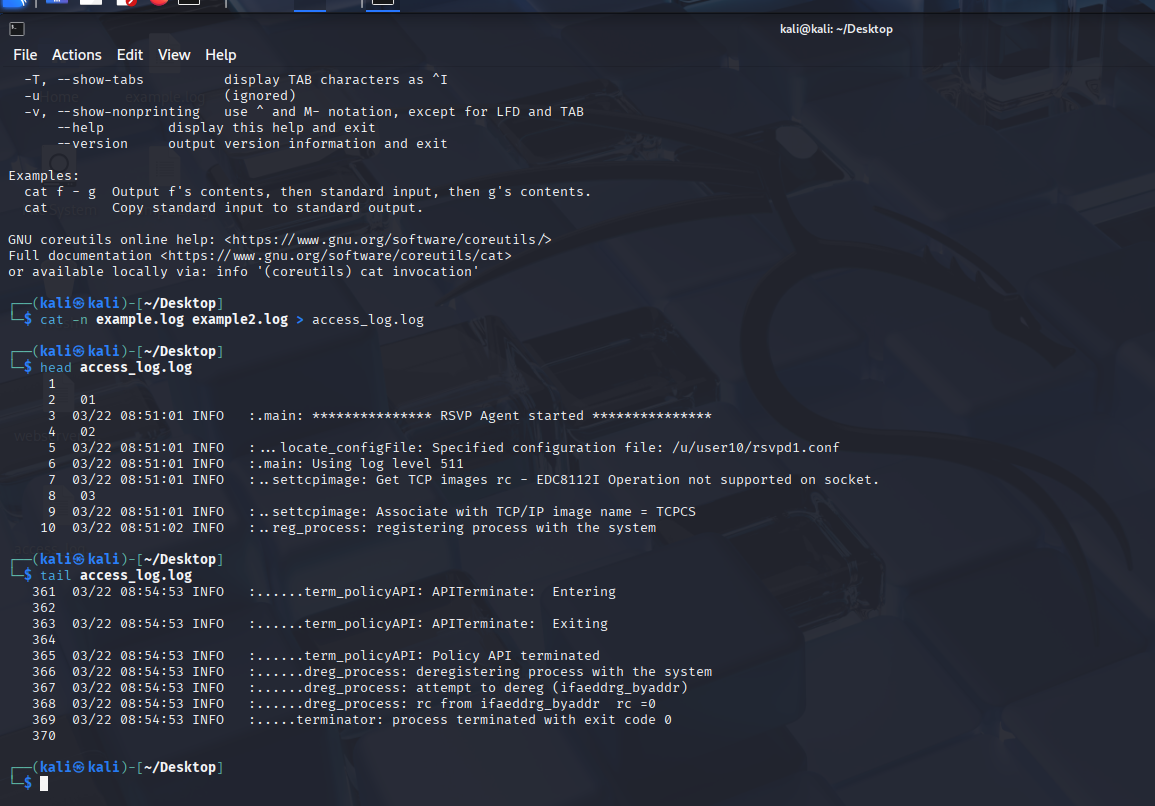 kali@kali: ~/Desktop
File Actions Edit View Help
-T, --show-tabs          display TAB characters as ^I
-u                       (ignored)
-v, --show-nonprinting   use ^ and M- notation, except for LFD and TAB
    --help        display this help and exit
    --version     output version information and exit
Examples:
cat f - g  Output f's contents, then standard input, then g's contents.
cat        Copy standard input to standard output.
GNU coreutils online help: <https://www.gnu.org/software/coreutils/>
Full documentation <https://www.gnu.org/software/coreutils/cat>
or available locally via: info '(coreutils) cat invocation'
┌──(kali㉿kali)-[~/Desktop]
└─$ cat -n example.log example2.log > access_log.log
┌──(kali㉿kali)-[~/Desktop]
└─$ head access_log.log
1
2   01
3  03/22 08:51:01 INFO   :.main: *************** RSVP Agent started ***************
4   02
5  03/22 08:51:01 INFO   :...locate_configFile: Specified configuration file: /u/user10/rsvpd1.conf
6  03/22 08:51:01 INFO   :.main: Using log level 511
7  03/22 08:51:01 INFO   :..settcpimage: Get TCP images rc - EDC8112I Operation not supported on socket.
8   03
9  03/22 08:51:01 INFO   :..settcpimage: Associate with TCP/IP image name = TCPCS
10  03/22 08:51:02 INFO   :..reg_process: registering process with the system
┌──(kali㉿kali)-[~/Desktop]
└─$ tail access_log.log
361  03/22 08:54:53 INFO   :......term_policyAPI: APITerminate:  Entering
362
363  03/22 08:54:53 INFO   :......term_policyAPI: APITerminate:  Exiting
364
365  03/22 08:54:53 INFO   :......term_policyAPI: Policy API terminated
366  03/22 08:54:53 INFO   :......dreg_process: deregistering process with the system
367  03/22 08:54:53 INFO   :......dreg_process: attempt to dereg (ifaeddrg_byaddr)
368  03/22 08:54:53 INFO   :......dreg_process: rc from ifaeddrg_byaddr  rc =0
369  03/22 08:54:53 INFO   :.....terminator: process terminated with exit code 0
370
┌──(kali㉿kali)-[~/Desktop]
└─$